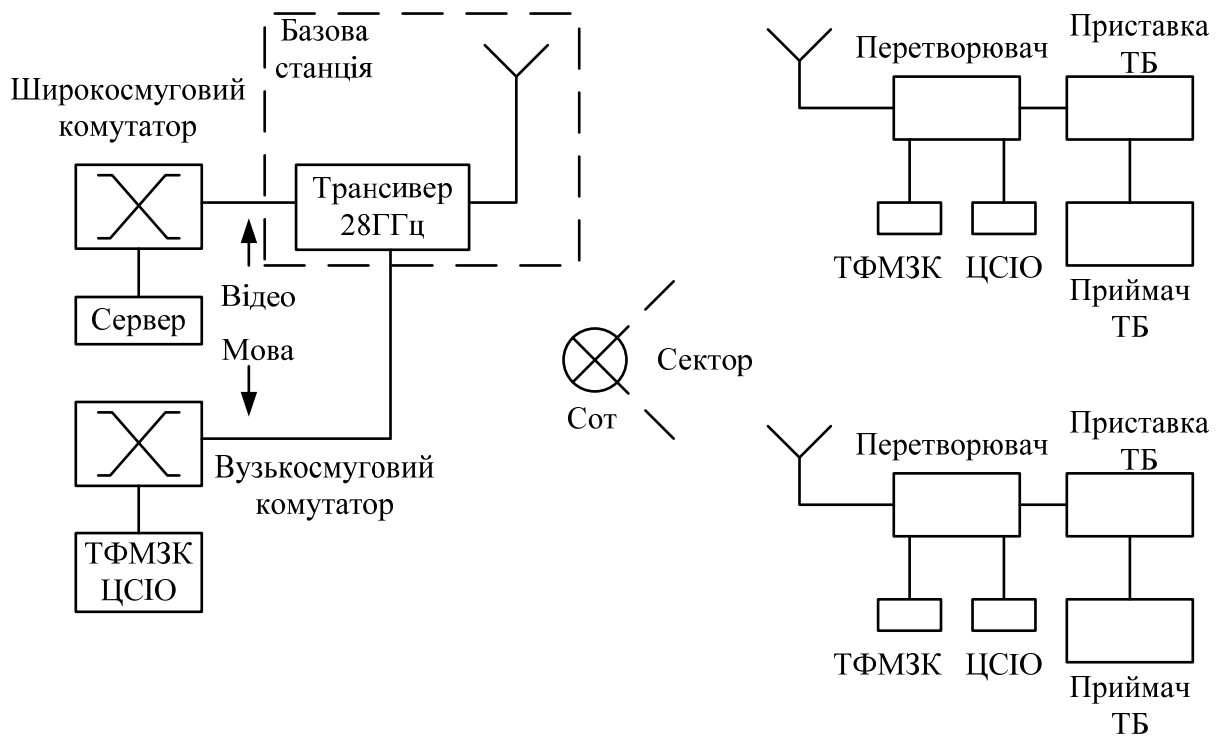 Базова
станція
Широкосмуговий
комутатор
Трансивер
28ГГц
Відео
Сервер
Мова
Вузькосмуговий
комутатор
ТФМЗК
ЦСІО
Сот
Сектор
Перетворювач
Приставка
ТБ
ТФМЗК
ЦСІО
Приймач
ТБ
Перетворювач
Приставка
ТБ
ТФМЗК
ЦСІО
Приймач
ТБ